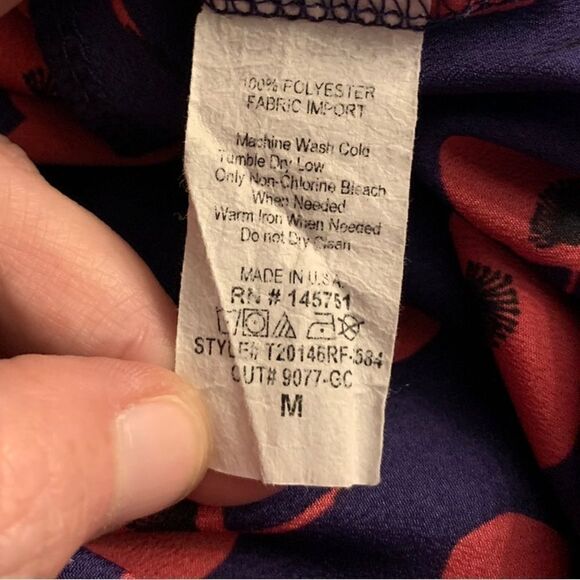 100% POLYESTER
FABRIC IMPORT
Machine Wash Cold
Tumble Dry Low
Only Non-Chlorine Bleach
When Needed
Warm Iron When Needed
Do not Dry Clean
MADE IN U.S.A.
RN # 145751
STYLE# T20146RF-584
CUT# 9077-GC
M